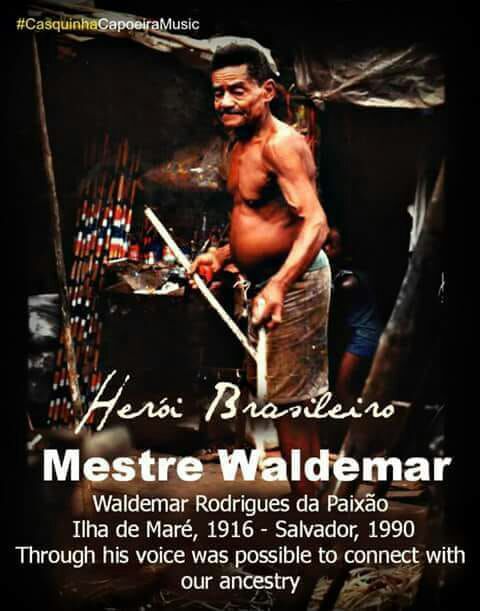 #CasquinhaCapoeiraMusic
Herói Brasileiro
Mestre Waldemar
Waldemar Rodrigues da Paixão
Ilha de Maré, 1916 - Salvador, 1990
Through his voice was possible to connect with
our ancestry